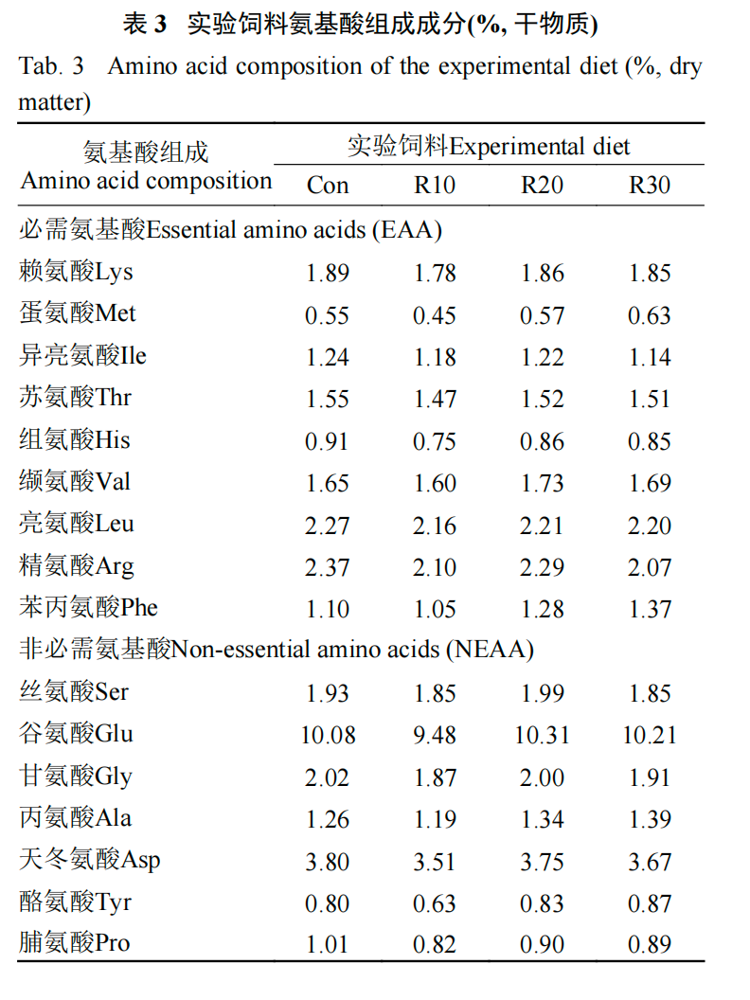 表 3 实验饲料氨基酸组成成分(%, 干物质)
Tab. 3 Amino acid composition of the experimental diet (%, dry
matter)
氨基酸组成
Amino acid composition
实验饲料Experimental diet
Con R10 R20 R30
必需氨基酸Essential amino acids (EAA)
赖氨酸Lys 1.89 1.78 1.86 1.85
蛋氨酸Met 0.55 0.45 0.57 0.63
异亮氨酸Ile 1.24 1.18 1.22 1.14
苏氨酸Thr 1.55 1.47 1.52 1.51
组氨酸His 0.91 0.75 0.86 0.85
缬氨酸Val 1.65 1.60 1.73 1.69
亮氨酸Leu 2.27 2.16 2.21 2.20
精氨酸Arg 2.37 2.10 2.29 2.07
苯丙氨酸Phe 1.10 1.05 1.28 1.37
非必需氨基酸Non-essential amino acids (NEAA)
丝氨酸Ser 1.93 1.85 1.99 1.85
谷氨酸Glu 10.08 9.48 10.31 10.21
甘氨酸Gly 2.02 1.87 2.00 1.91
丙氨酸Ala 1.26 1.19 1.34 1.39
天冬氨酸Asp 3.80 3.51 3.75 3.67
酪氨酸Tyr 0.80 0.63 0.83 0.87
脯氨酸Pro 1.01 0.82 0.90 0.89